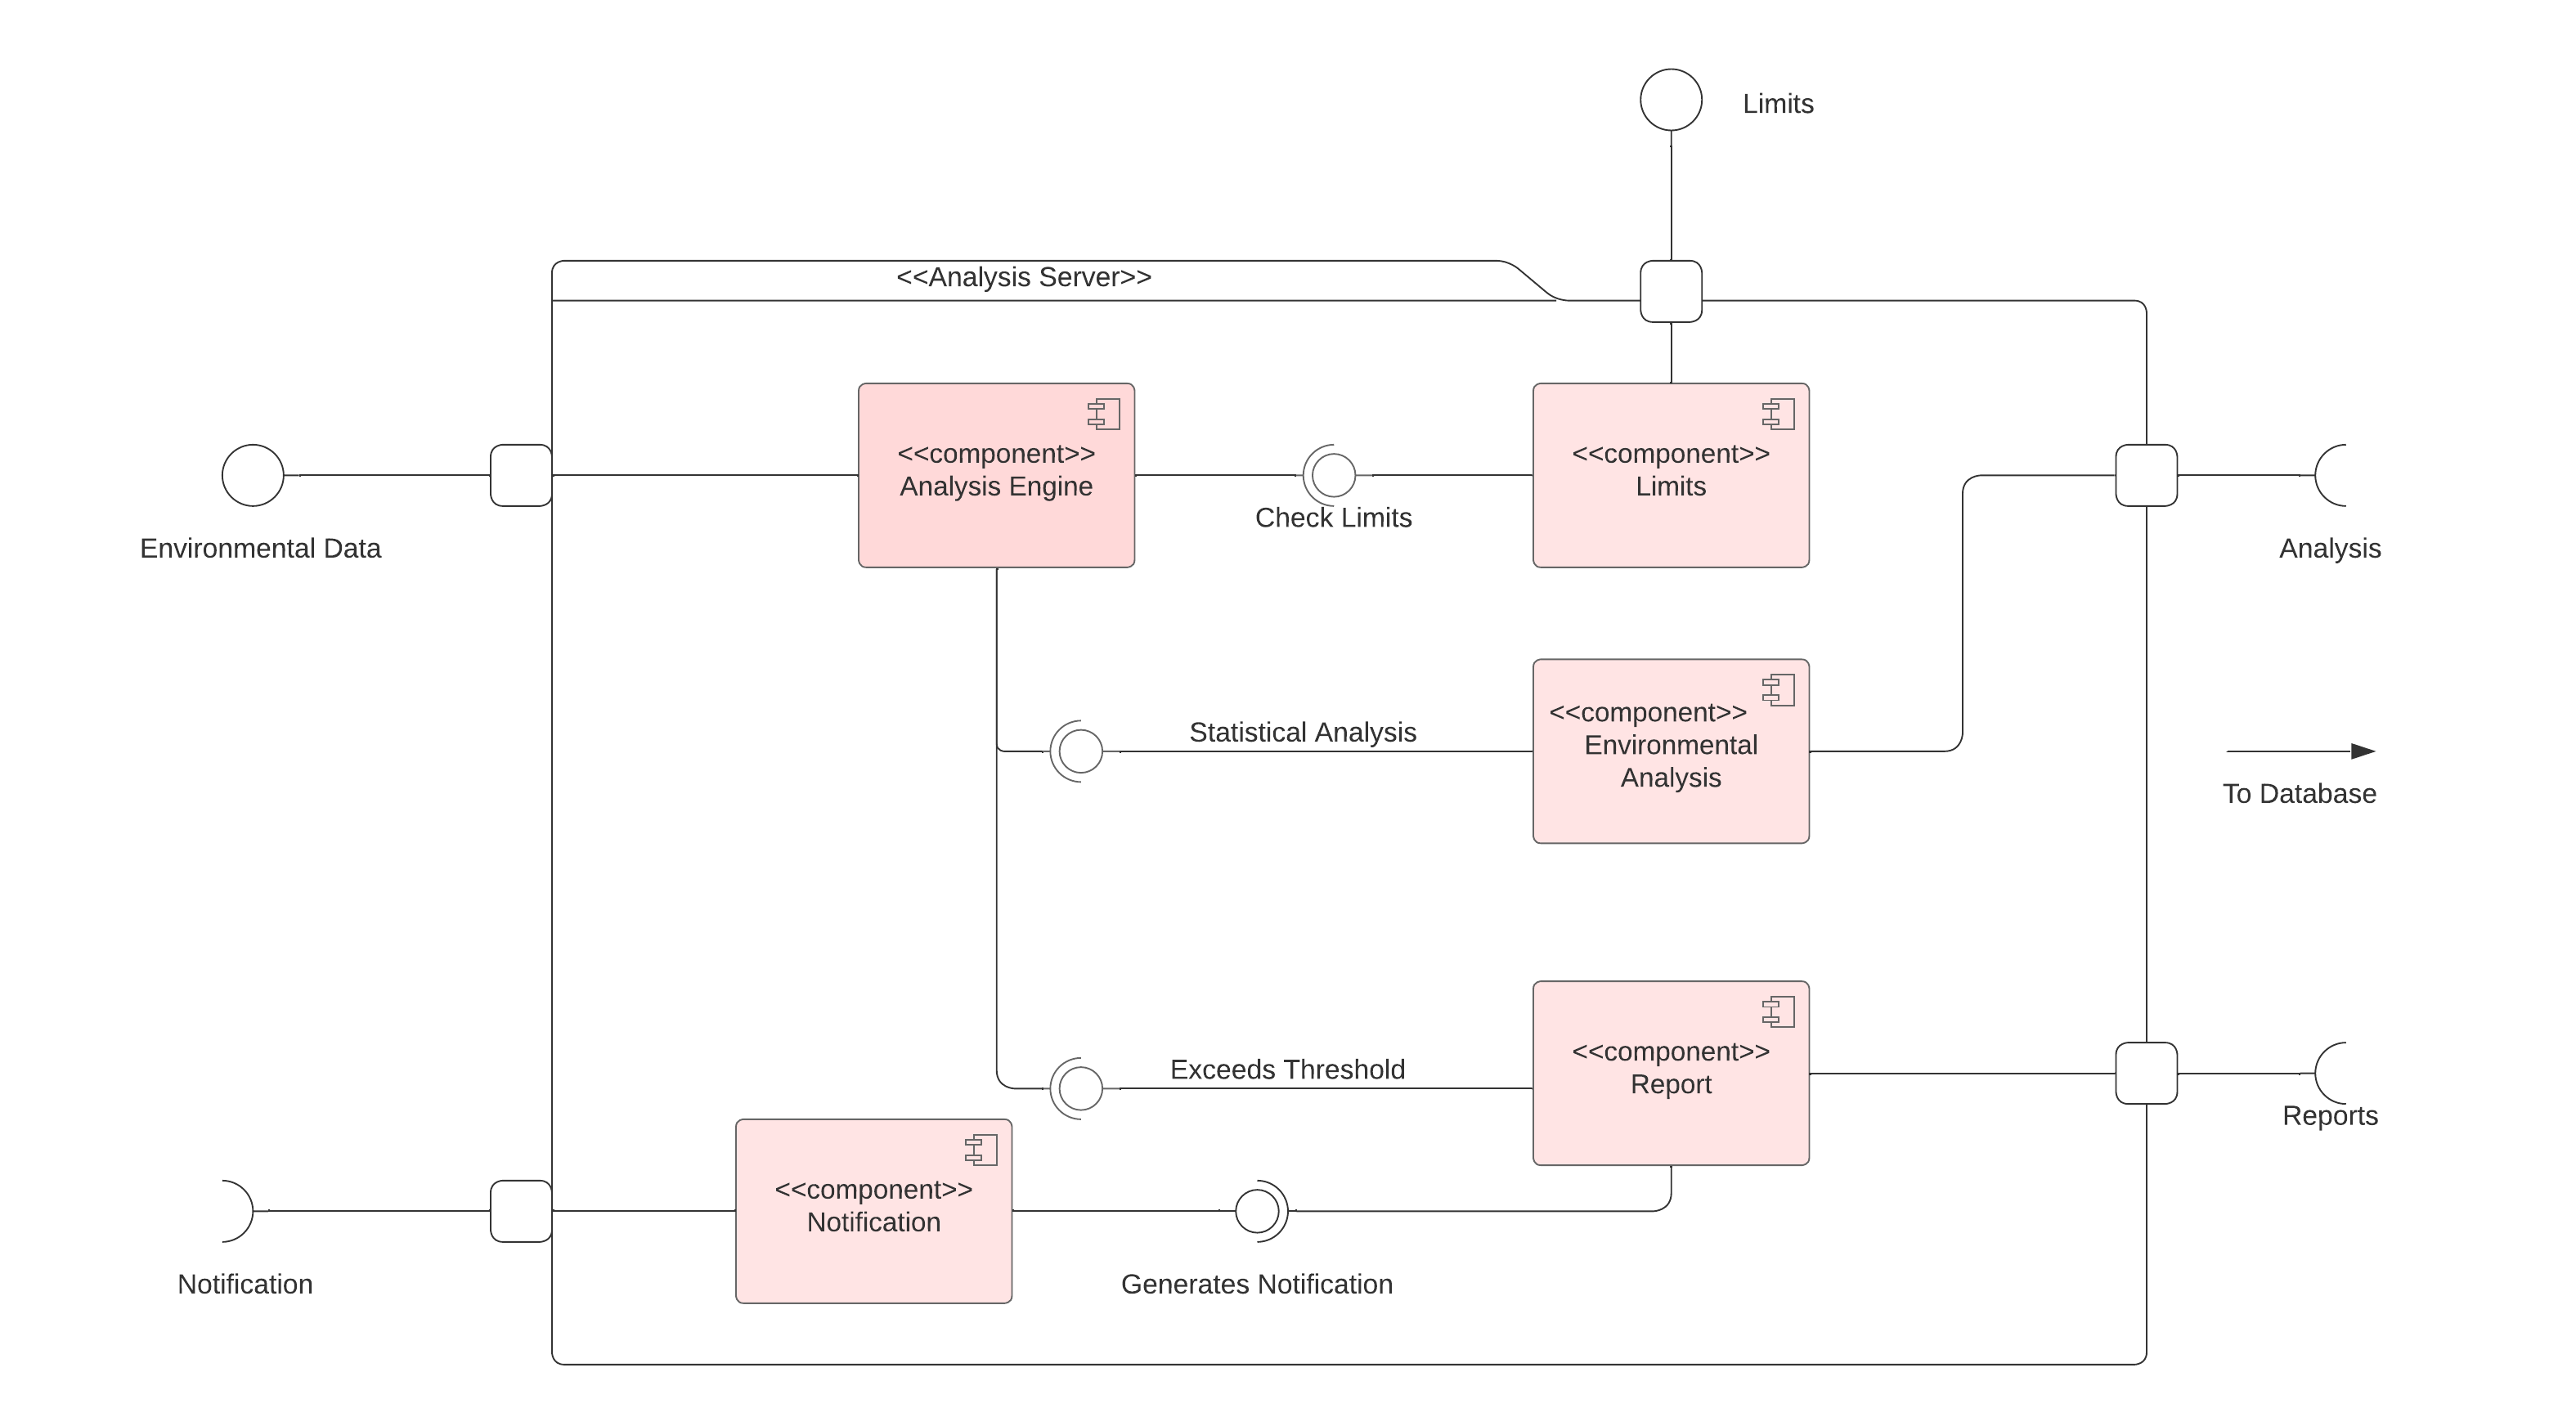 Limits
<<Analysis Server>>
<<component>>
Analysis Engine
Check Limits
<<component>>
Limits
Environmental Data
Analysis
Statistical Analysis
<<component>>
Environmental
Analysis
To Database
Exceeds Threshold
<<component>>
Report
Reports
<<component>>
Notification
Notification
Generates Notification